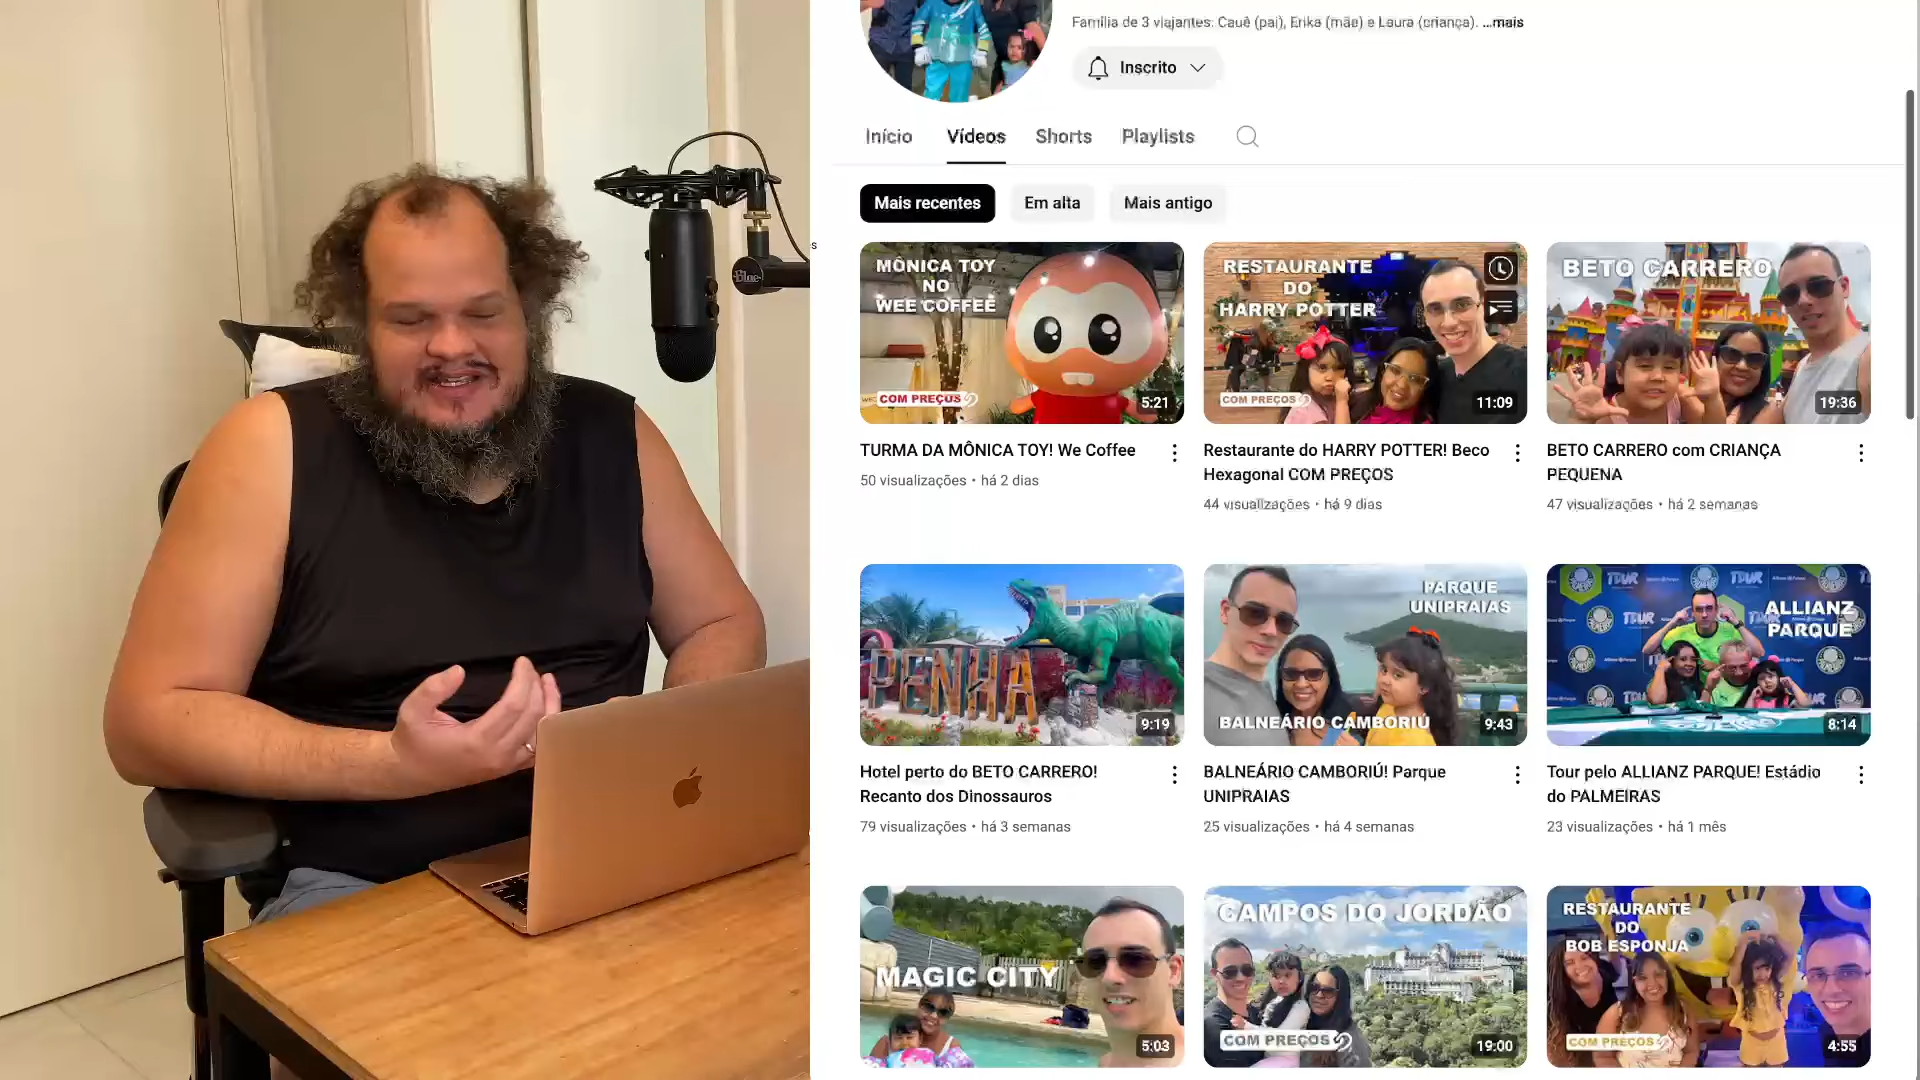 Família de 3 viajantes: Cauê (pai), Erika (mãe) e Laura (criança). ...mais
Inscrito
Início
Vídeos
Shorts
Playlists
Mais recentes
Em alta
Mais antigo
Blue
MÔNICA TOY
NO
WEE COFFEE
COM PREÇOS
5:21
RESTAURANTE
DO
HARRY POTTER
COM PREÇOS
11:09
BETO CARRERO
19:36
TURMA DA MÔNICA TOY! We Coffee
50 visualizações • há 2 dias
Restaurante do HARRY POTTER! Beco
Hexagonal COM PREÇOS
44 visualizações • há 9 dias
BETO CARRERO com CRIANÇA
PEQUENA
47 visualizações • há 2 semanas
PENHA
9:19
PARQUE
UNIPRAIAS
BALNEÁRIO CAMBORIÚ
9:43
TOUR
TOUR
ALLIANZ
PARQUE
8:14
Hotel perto do BETO CARRERO!
Recanto dos Dinossauros
79 visualizações • há 3 semanas
BALNEÁRIO CAMBORIÚ! Parque
UNIPRAIAS
25 visualizações • há 4 semanas
Tour pelo ALLIANZ PARQUE! Estádio
do PALMEIRAS
23 visualizações • há 1 mês
MAGIC CITY
5:03
CAMPOS DO JORDÃO
COM PREÇOS
19:00
RESTAURANTE
DO
BOB ESPONJA
COM PREÇOS
4:55